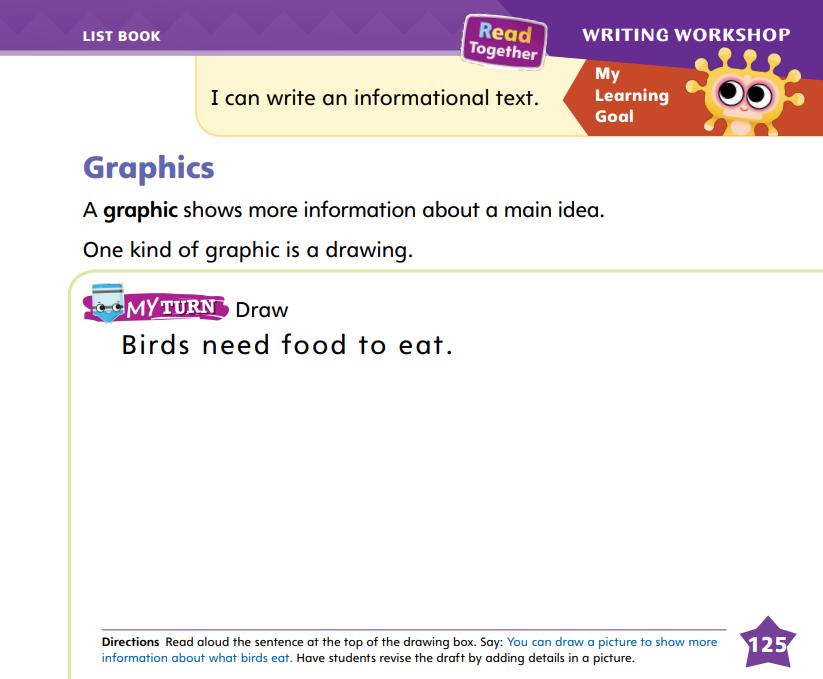 LIST BOOK
Read
Together
WRITING WORKSHOP
I can write an informational text.
My
Learning
Goal
Graphics
A graphic shows more information about a main idea.
One kind of graphic is a drawing.
MY TURN Draw
Birds need food to eat.
Directions Read aloud the sentence at the top of the drawing box. Say: You can draw a picture to show more
information about what birds eat. Have students revise the draft by adding details in a picture.
125